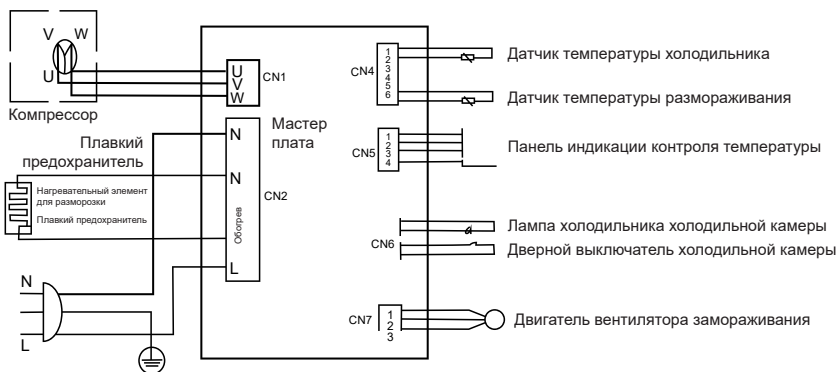 V W
U
Компрессор
U
V
W
CN1
Плавкий
предохранитель
Нагревательный элемент
для разморозки
Плавкий предохранитель
N
N
Обогрев
L
CN2
Мастер
плата
N
L
CN4
1
2
3
4
5
6
Датчик температуры холодильника
Датчик температуры размораживания
CN5
1
2
3
4
Панель индикации контроля температуры
CN6
Лампа холодильника холодильной камеры
Дверной выключатель холодильной камеры
CN7
1
2
3
Двигатель вентилятора замораживания